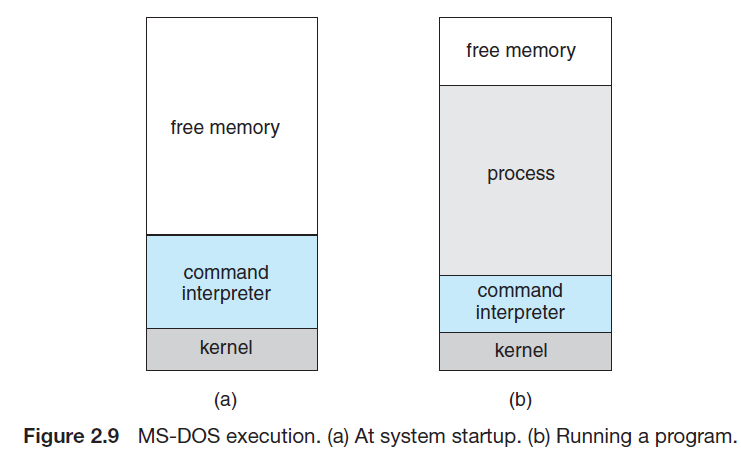 free memory
command
interpreter
kernel
(a)
free memory
process
command
interpreter
kernel
(b)
Figure 2.9 MS-DOS execution. (a) At system startup. (b) Running a program.